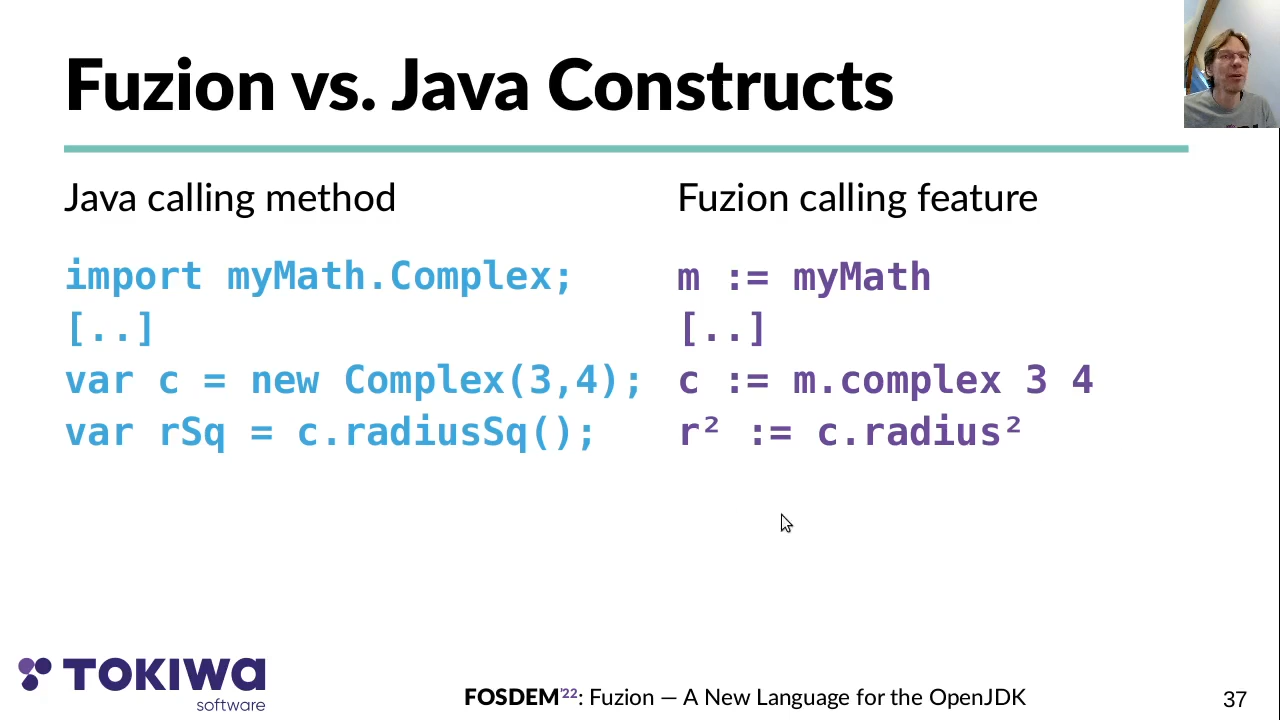 Fuzion vs. Java Constructs
Java calling method
import myMath.Complex;
[..]
var c = new Complex(3,4);
var rSq = c.radiusSq();
Fuzion calling feature
m := myMath
[..]
c := m.complex 3 4
r² := c.radius²
TOKIWA
software
FOSDEM'22: Fuzion — A New Language for the OpenJDK
37